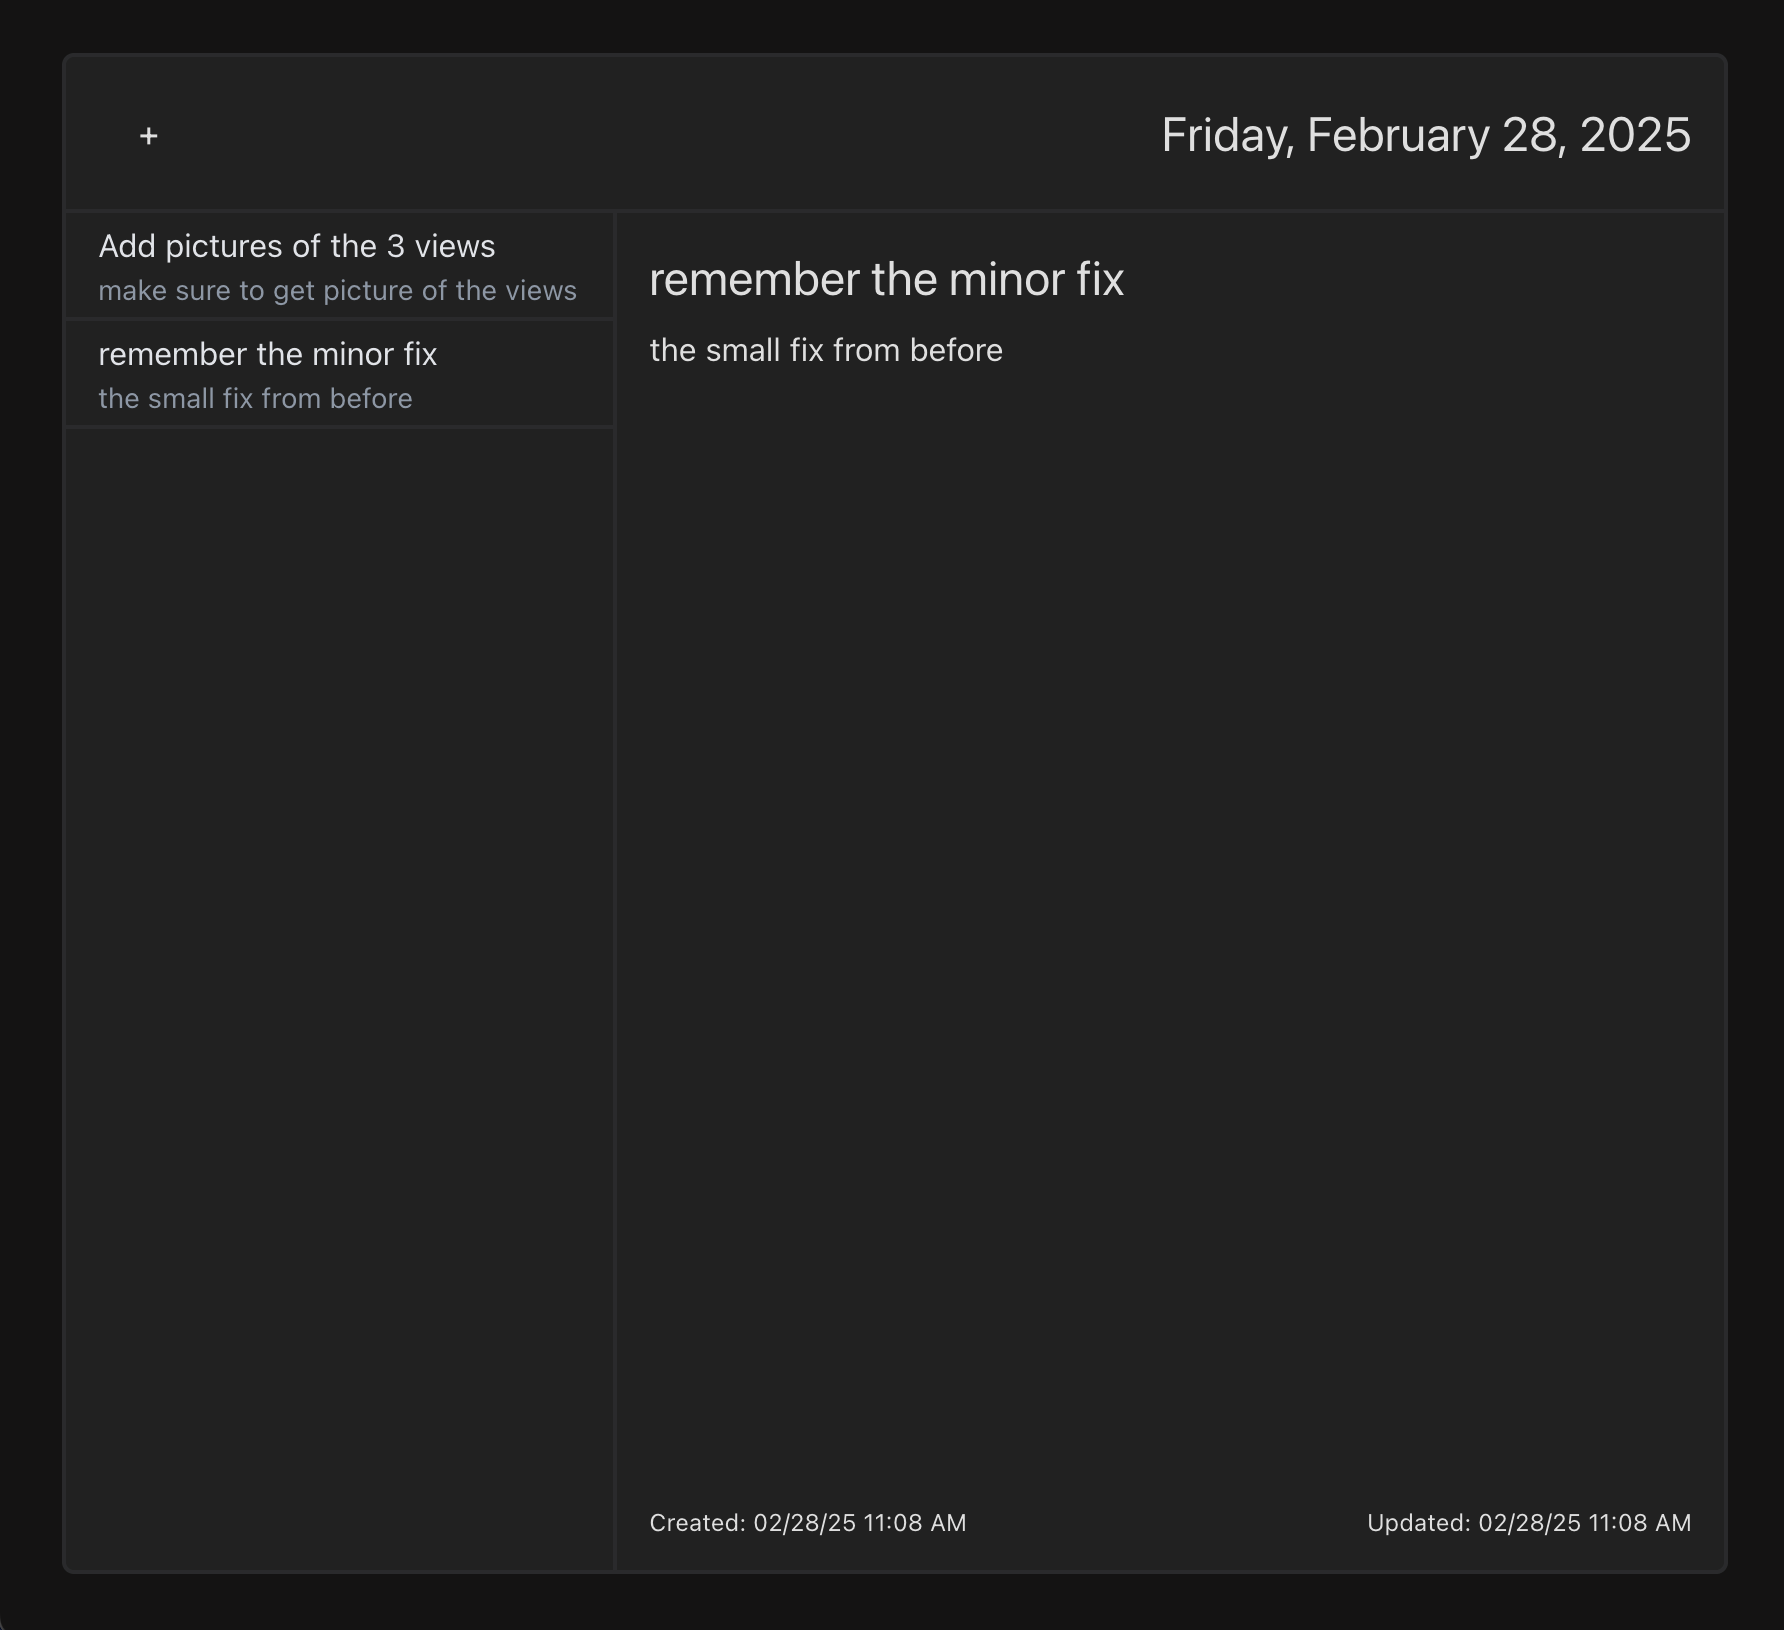 +
Friday, February 28, 2025
Add pictures of the 3 views
make sure to get picture of the views
remember the minor fix
the small fix from before
remember the minor fix
the small fix from before
Created: 02/28/25 11:08 AM
Updated: 02/28/25 11:08 AM